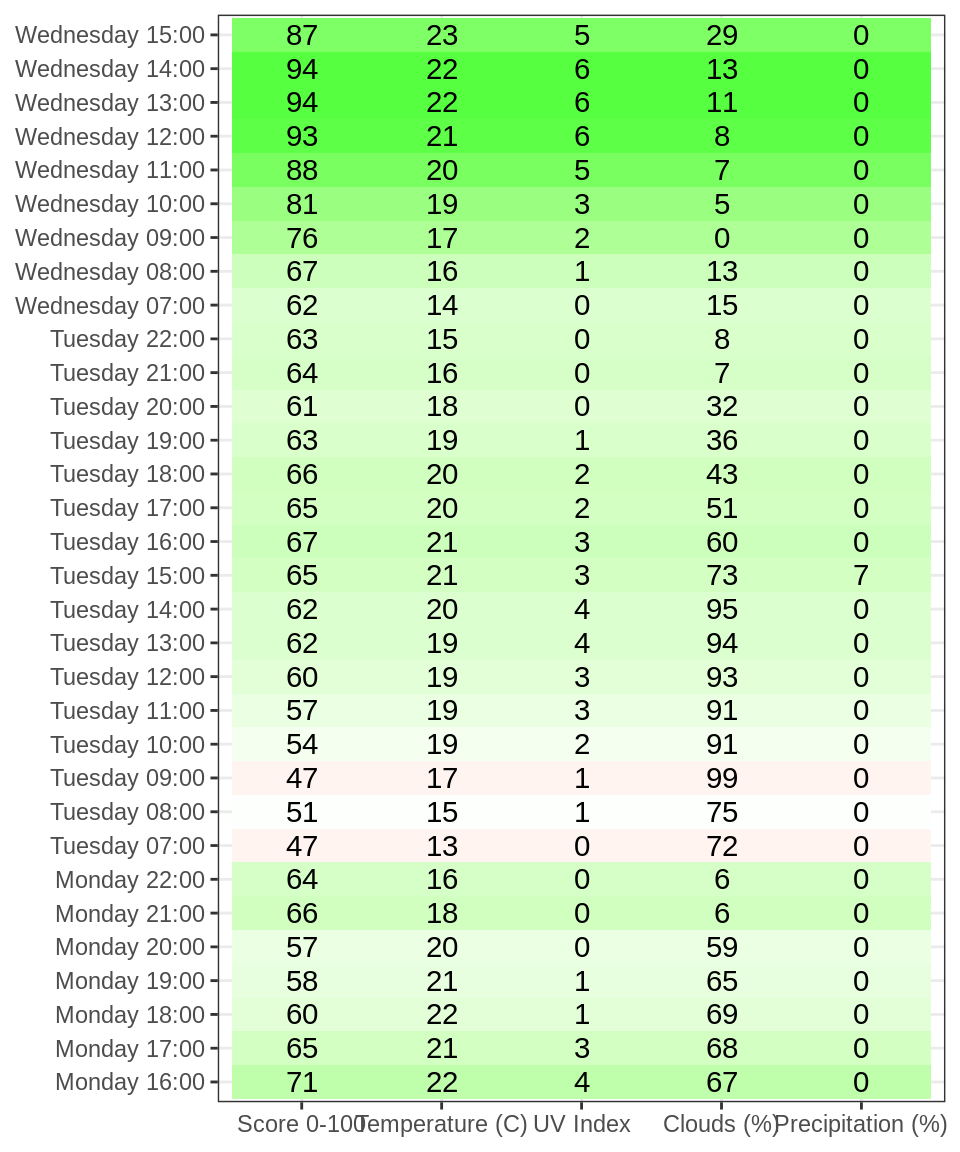 Wednesday 15:00 87 23 5 29 0
Wednesday 14:00 94 22 6 13 0
Wednesday 13:00 94 22 6 11 0
Wednesday 12:00 93 21 6 8 0
Wednesday 11:00 88 20 5 7 0
Wednesday 10:00 81 19 3 5 0
Wednesday 09:00 76 17 2 0 0
Wednesday 08:00 67 16 1 13 0
Wednesday 07:00 62 14 0 15 0
Tuesday 22:00 63 15 0 8 0
Tuesday 21:00 64 16 0 7 0
Tuesday 20:00 61 18 0 32 0
Tuesday 19:00 63 19 1 36 0
Tuesday 18:00 66 20 2 43 0
Tuesday 17:00 65 20 2 51 0
Tuesday 16:00 67 21 3 60 0
Tuesday 15:00 65 21 3 73 7
Tuesday 14:00 62 20 4 95 0
Tuesday 13:00 62 19 4 94 0
Tuesday 12:00 60 19 3 93 0
Tuesday 11:00 57 19 3 91 0
Tuesday 10:00 54 19 2 91 0
Tuesday 09:00 47 17 1 99 0
Tuesday 08:00 51 15 1 75 0
Tuesday 07:00 47 13 0 72 0
Monday 22:00 64 16 0 6 0
Monday 21:00 66 18 0 6 0
Monday 20:00 57 20 0 59 0
Monday 19:00 58 21 1 65 0
Monday 18:00 60 22 1 69 0
Monday 17:00 65 21 3 68 0
Monday 16:00 71 22 4 67 0
Score 0-100 Temperature (C) UV Index Clouds (%) Precipitation (%)